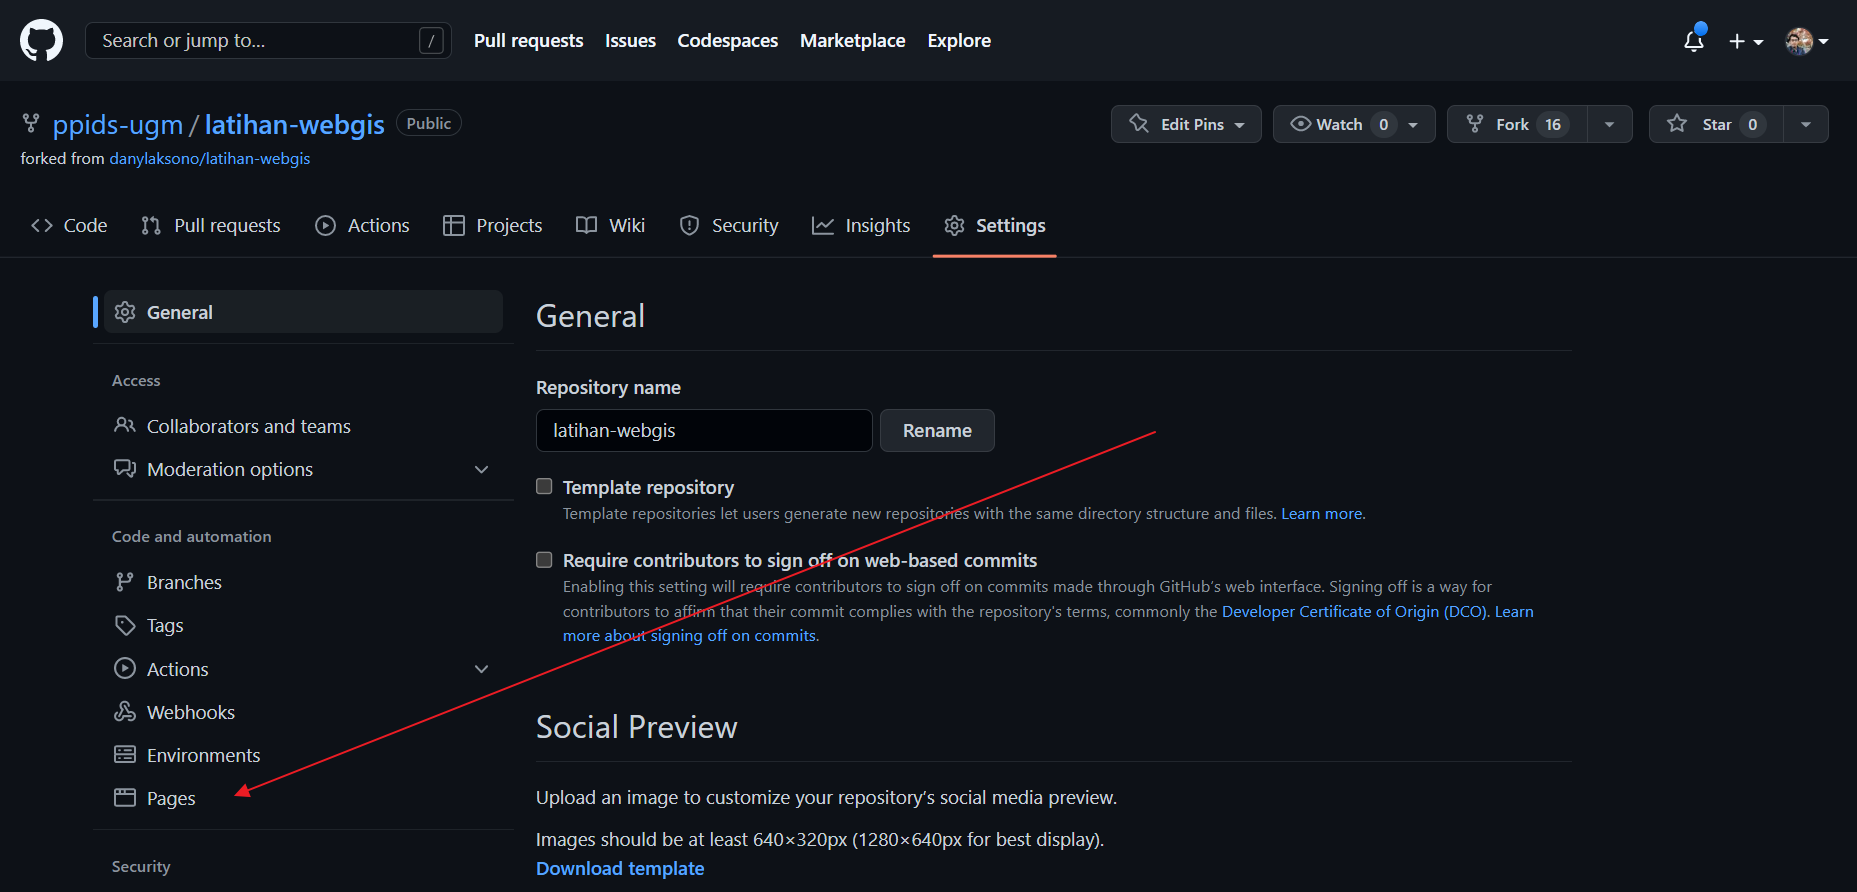 Search or jump to... /
Pull requests Issues Codespaces Marketplace Explore
ppids-ugm / latihan-webgis Public
Edit Pins Watch 0 Fork 16 Star 0
forked from danylaksono/latihan-webgis
Code Pull requests Actions Projects Wiki Security Insights Settings
General
Access
Collaborators and teams
Moderation options
Code and automation
Branches
Tags
Actions
Webhooks
Environments
Pages
Security
General
Repository name
latihan-webgis Rename
Template repository
Template repositories let users generate new repositories with the same directory structure and files. Learn more.
Require contributors to sign off on web-based commits
Enabling this setting will require contributors to sign off on commits made through GitHub’s web interface. Signing off is a way for
contributors to affirm that their commit complies with the repository's terms, commonly the Developer Certificate of Origin (DCO). Learn
more about signing off on commits.
Social Preview
Upload an image to customize your repository’s social media preview.
Images should be at least 640×320px (1280×640px for best display).
Download template